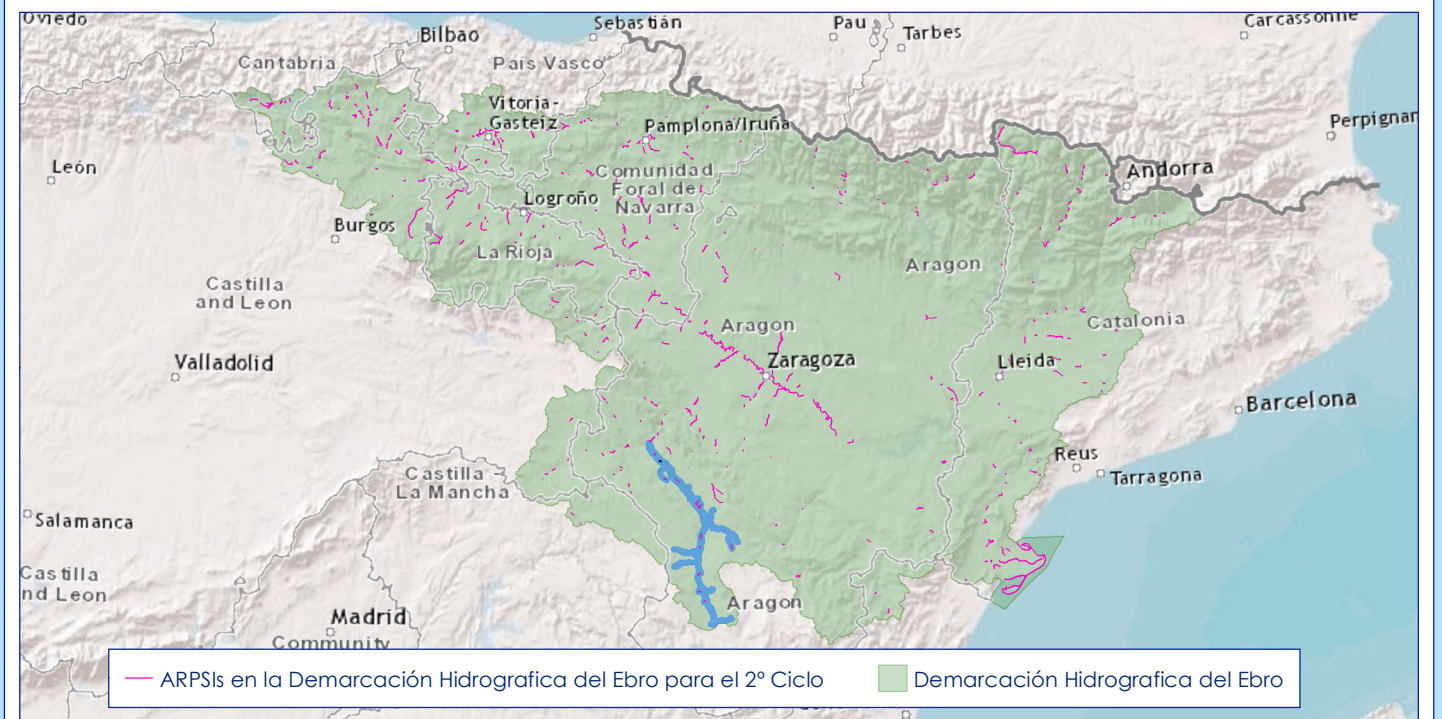 Oviedo
Sebastián
Pau
Tarbes
Carcassonne
Bilbao
Cantabria
País Vasco
Vitoria-
Gasteiz
Pamplona/Iruña
Perpignan
León
Comunidad
Foral de
Navarra
Andorra
Logroño
Burgos
La Rioja
Aragon
Castilla
and Leon
Aragon
Catalonia
Valladolid
Zaragoza
Lleida
Barcelona
Reus
Castilla -
La Mancha
Tarragona
Salamanca
Castilla
nd Leon
Aragon
Madrid
Community
ARPSIs en la Demarcación Hidrografica del Ebro para el 2º Ciclo
Demarcación Hidrografica del Ebro